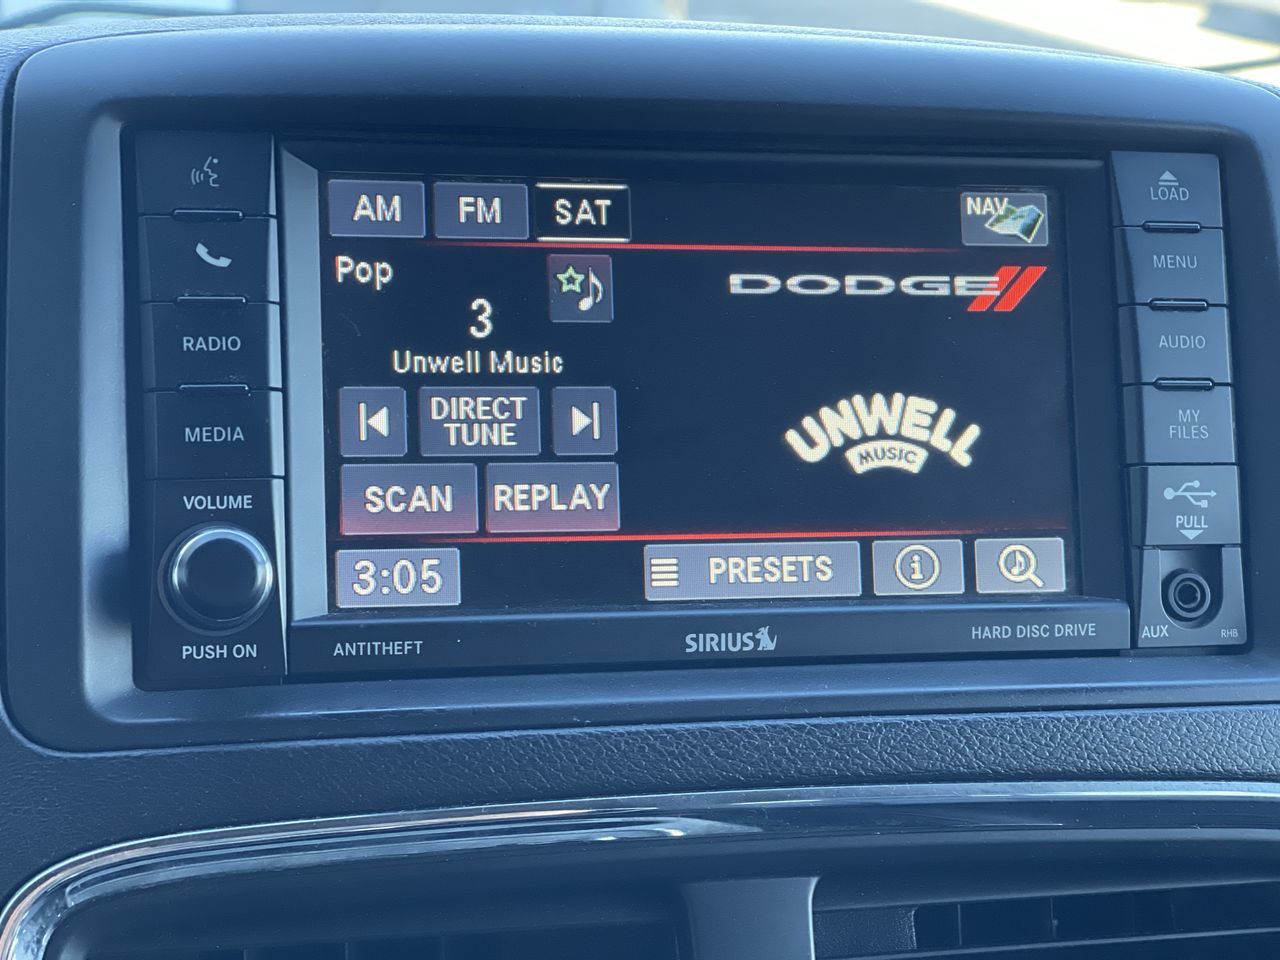 AM FM SAT NAV
Pop
3
Unwell Music
DIRECT
TUNE
SCAN REPLAY
3:05
DODGE
UNWELL
MUSIC
PRESETS
i
RADIO
MEDIA
VOLUME
PUSH ON
LOAD
MENU
AUDIO
MY
FILES
PULL
AUX RHB
ANTITHEFT SIRIUS HARD DISC DRIVE